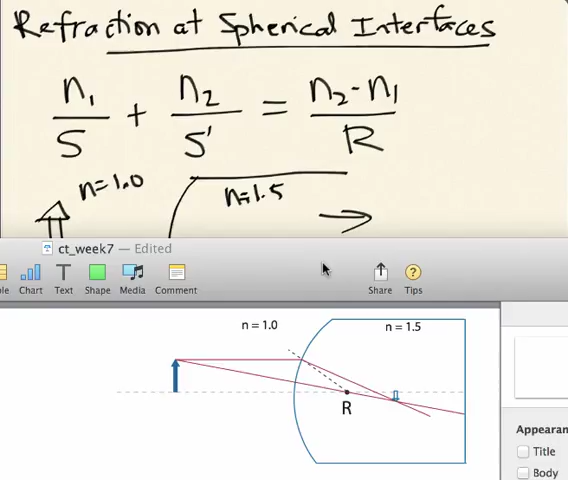 Refraction at Spherical Interfaces
n₁/S + n₂/S' = n₂-n₁/R
n=1.0
n=1.5
ct_week7 — Edited
Chart Text Shape Media Comment Share Tips
n = 1.0 n = 1.5
R
Title
Body